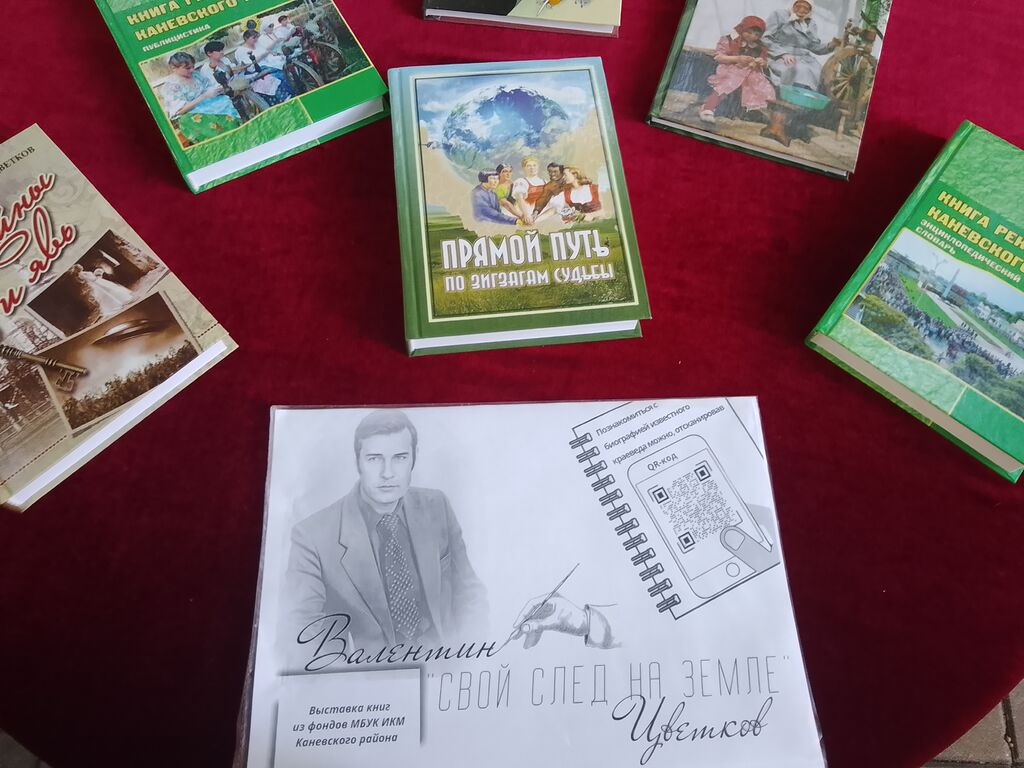 КНИГА
КАНЕВСКОГО
ПУБЛИЦИСТИКА
и явь
ПРЯМОЙ ПУТЬ
ПО ЗИГЗАГАМ СУДЬБЫ
КНИГА
КАНЕВСКОГО
ЭНЦИКЛОПЕДИЧЕСКИЙ
СЛОВАРЬ
Познакомиться с
биографией известного
краеведа можно, отсканировав
QR-код
Валентин
"СВОЙ СЛЕД НА ЗЕМЛЕ"
Цветков
Выставка книг
из фондов МБУК ИКМ
Каневского района